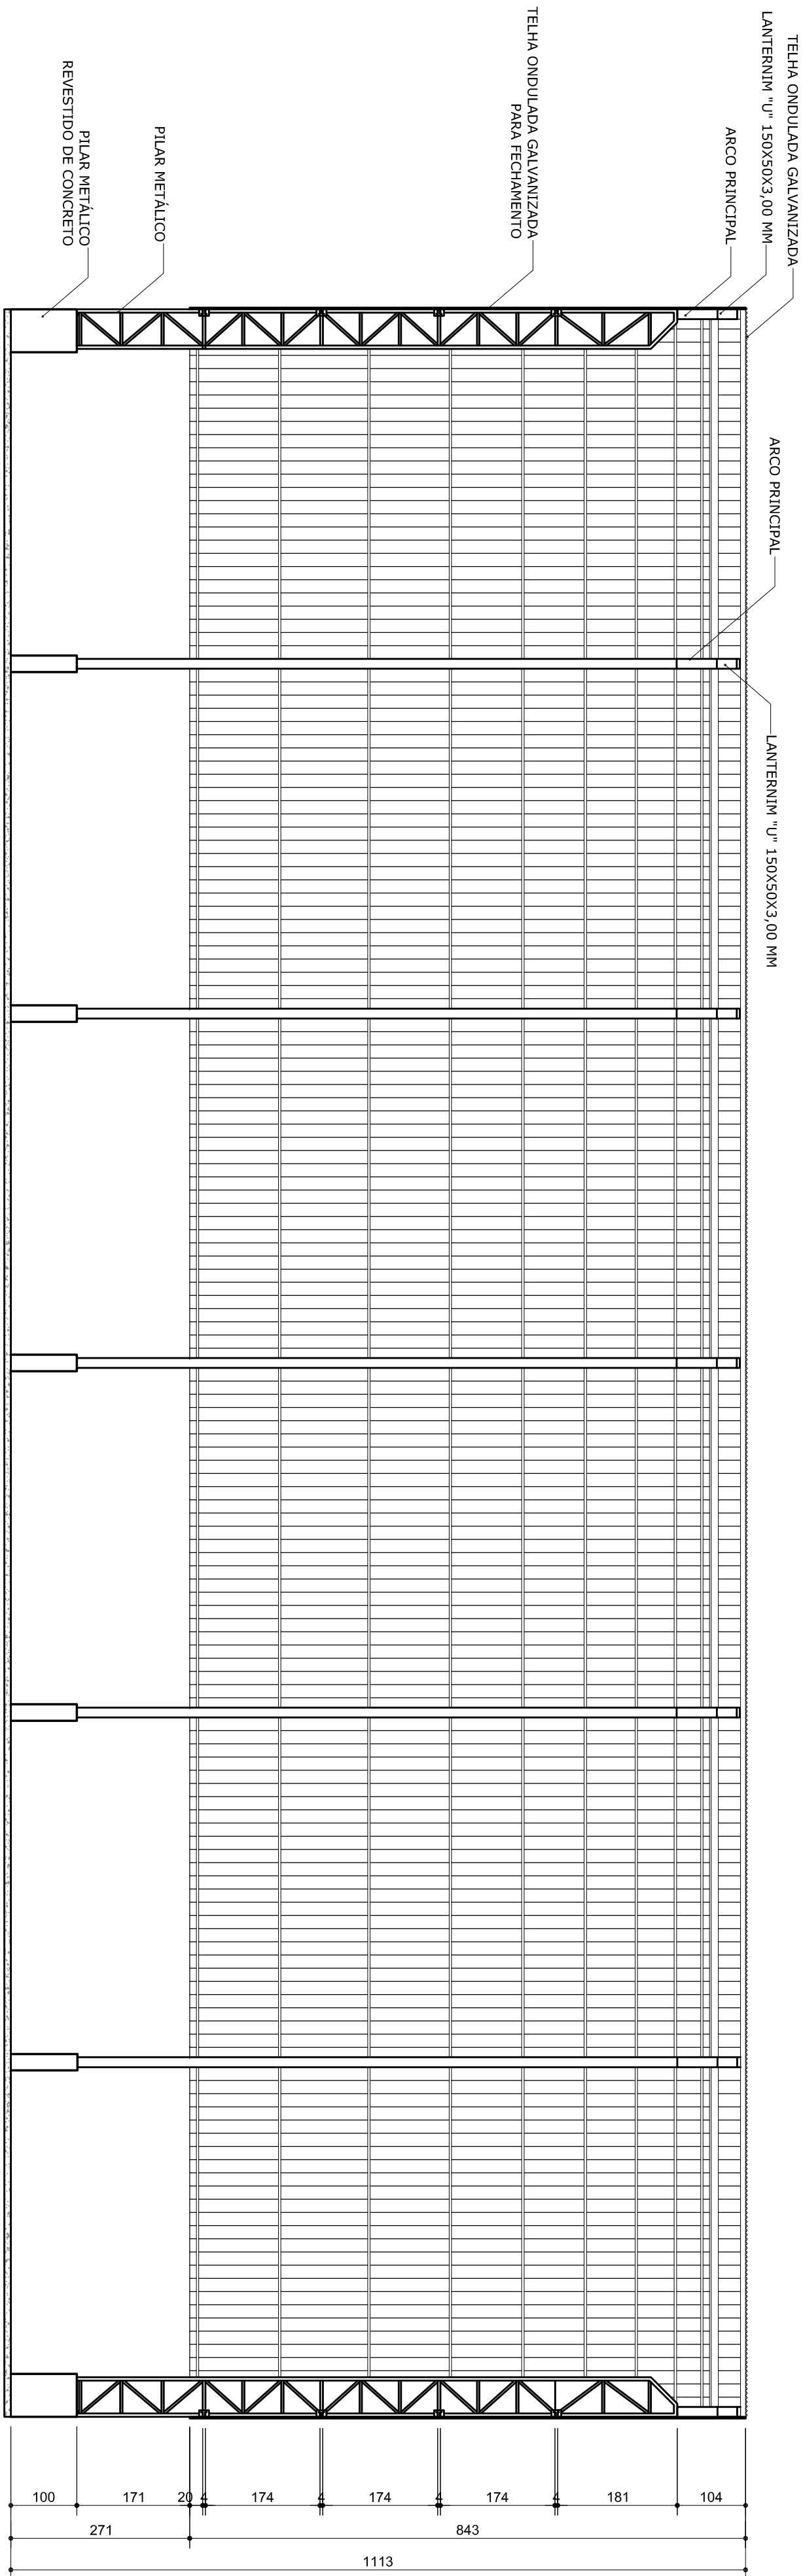 TELHA ONDULADA GALVANIZADA
LANTERNIM "U" 150X50X3,00 MM
ARCO PRINCIPAL
TELHA ONDULADA GALVANIZADA
PARA FECHAMENTO
PILAR METÁLICO
PILAR METÁLICO
REVESTIDO DE CONCRETO
ARCO PRINCIPAL
LANTERNIM "U" 150X50X3,00 MM
100
171
20
4
174
4
174
4
174
4
181
104
271
843
1113